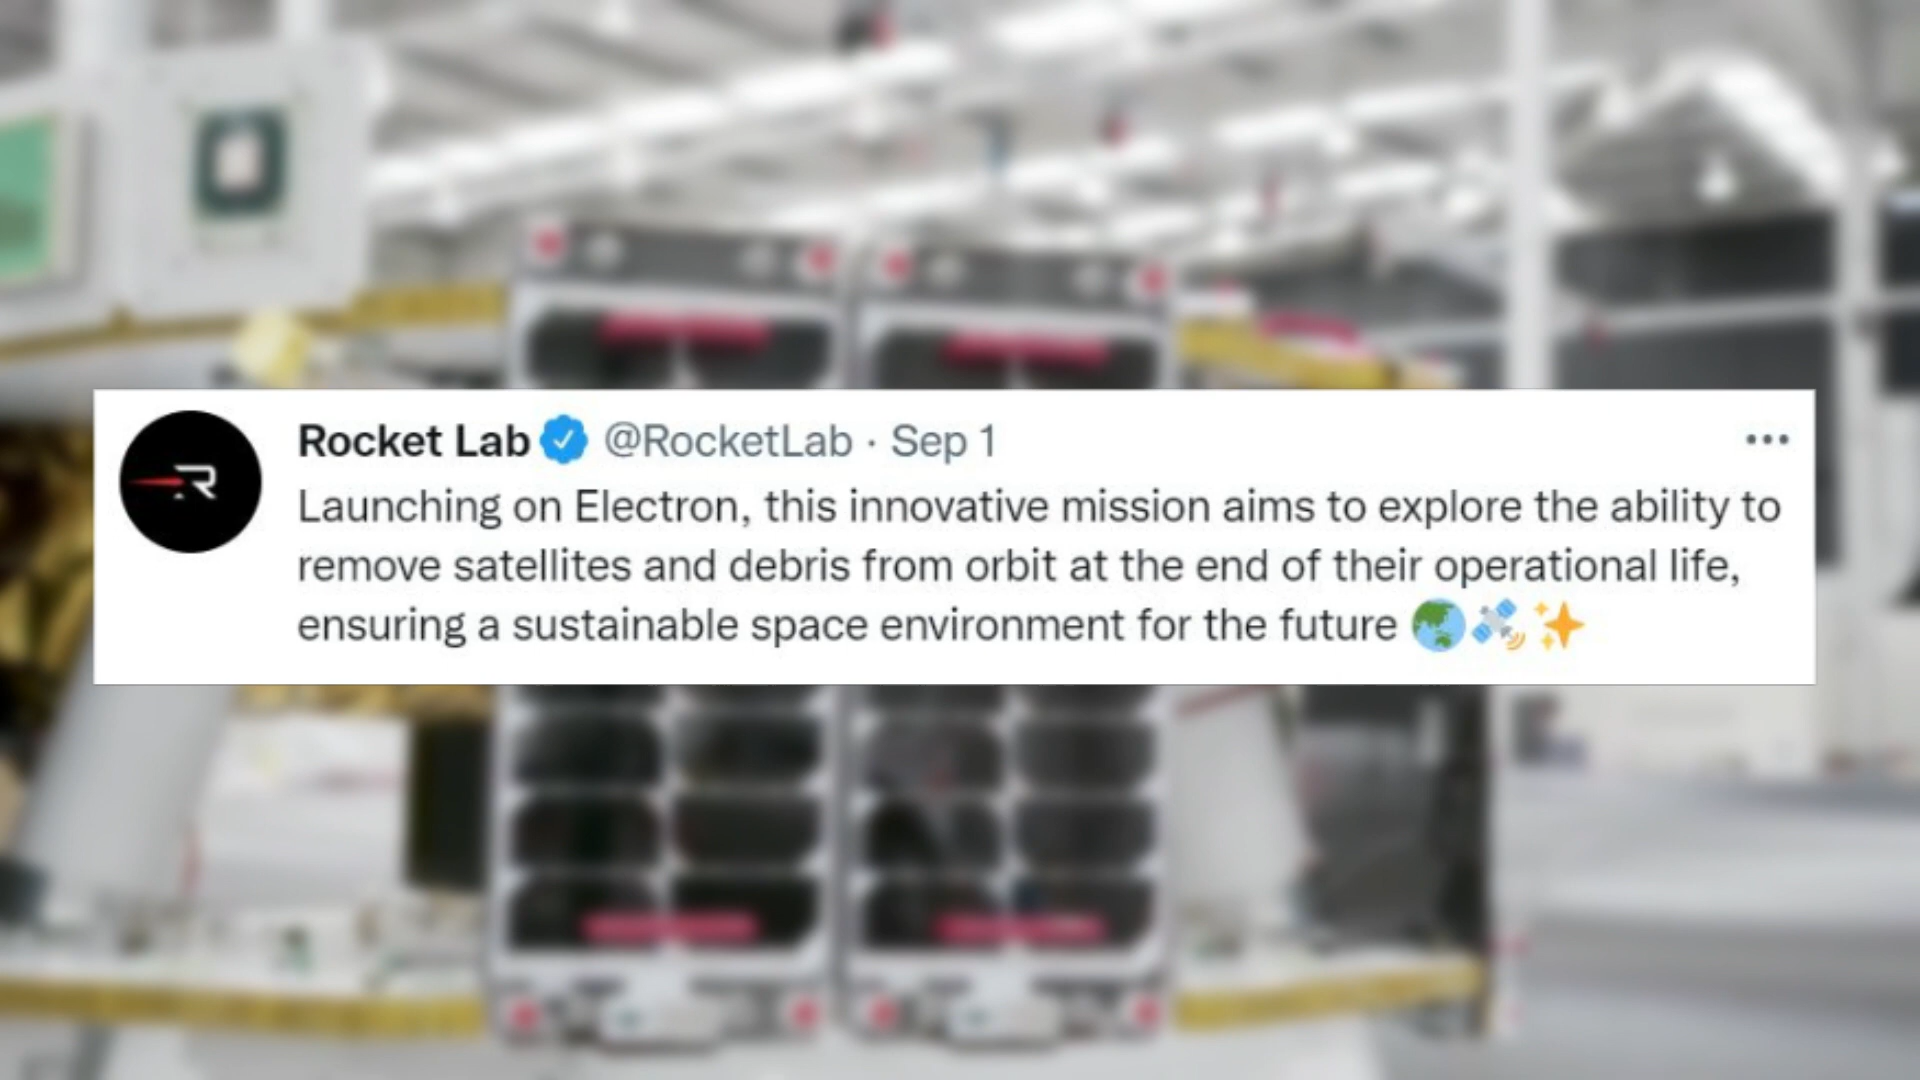 Rocket Lab @RocketLab · Sep 1
Launching on Electron, this innovative mission aims to explore the ability to
remove satellites and debris from orbit at the end of their operational life,
ensuring a sustainable space environment for the future 🌏🛰️✨